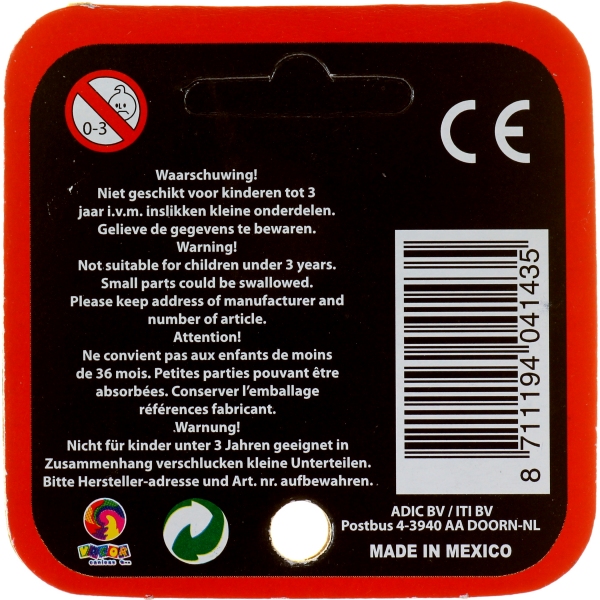 0-3
CE
Waarschuwing!
Niet geschikt voor kinderen tot 3
jaar i.v.m. inslikken kleine onderdelen.
Gelieve de gegevens te bewaren.
Warning!
Not suitable for children under 3 years.
Small parts could be swallowed.
Please keep address of manufacturer and
number of article.
Attention!
Ne convient pas aux enfants de moins
de 36 mois. Petites parties pouvant être
absorbées. Conserver l'emballage
références fabricant.
Warnung!
Nicht für kinder unter 3 Jahren geeignet in
Zusammenhang verschlucken kleine Unterteilen.
Bitte Hersteller-adresse und Art. nr. aufbewahren.
8 711194 041435
ADIC BV / ITI BV
Postbus 4-3940 AA DOORN-NL
MADE IN MEXICO